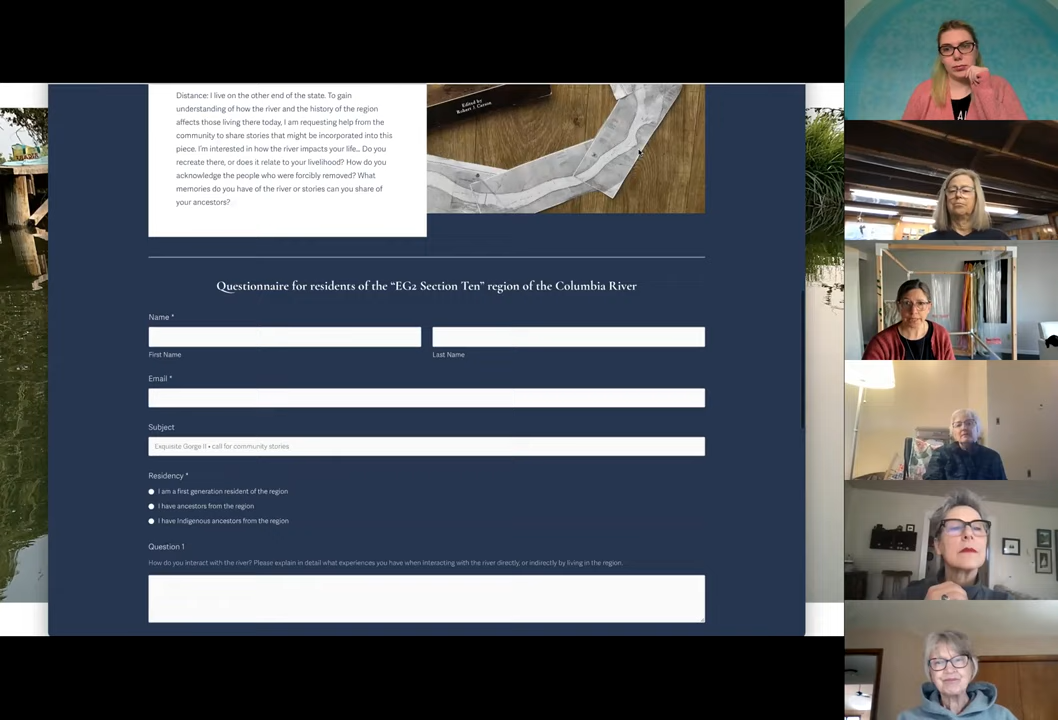 Distance: I live on the other end of the state. To gain
understanding of how the river and the history of the region
affects those living there today, I am requesting help from the
community to share stories that might be incorporated into this
piece. I'm interested in how the river impacts your life... Do you
recreate there, or does it relate to your livelihood? How do you
acknowledge the people who were forcibly removed? What
memories do you have of the river or stories can you share of
your ancestors?
Edited by
Robert J. Carson
Questionnaire for residents of the “EG2 Section Ten” region of the Columbia River
Name *
First Name
Last Name
Email *
Subject
Exquisite Gorge II • call for community stories
Residency *
I am a first generation resident of the region
I have ancestors from the region
I have Indigenous ancestors from the region
Question 1
How do you interact with the river? Please explain in detail what experiences you have when interacting with the river directly, or indirectly by living in the region.